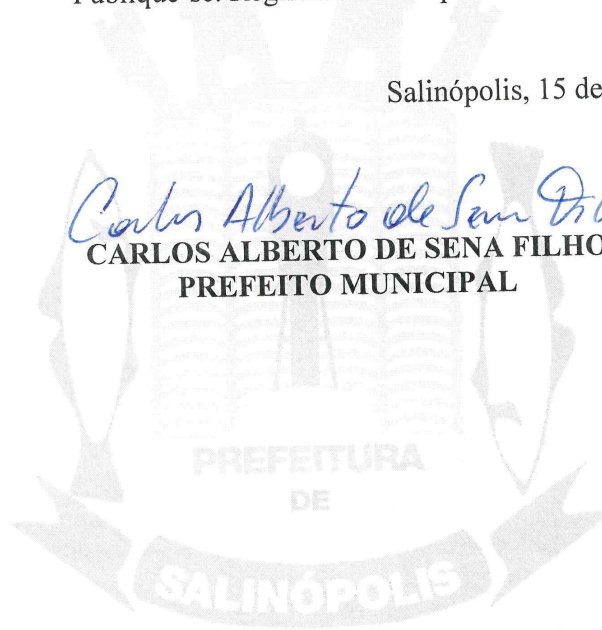 Salinópolis, 15 de
Carlos Alberto de Sena
CARLOS ALBERTO DE SENA FILHO
PREFEITO MUNICIPAL
PREFEITURA
DE
SALINÓPOLIS